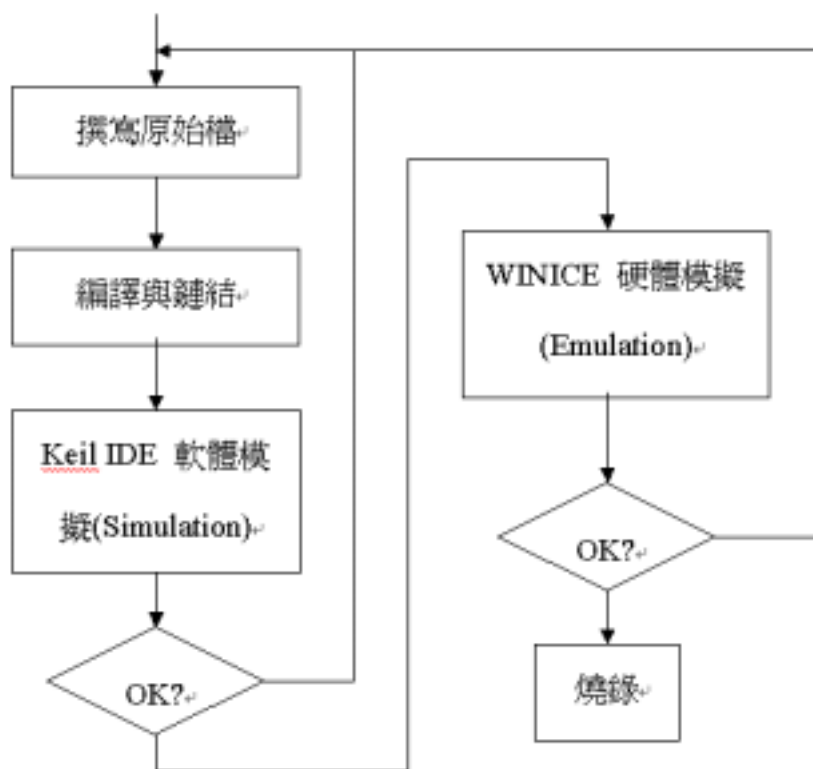 撰寫原始檔
編譯與鏈結
Keil IDE 軟體模
擬(Simulation)
OK?
WINICE 硬體模擬
(Emulation)
OK?
燒錄